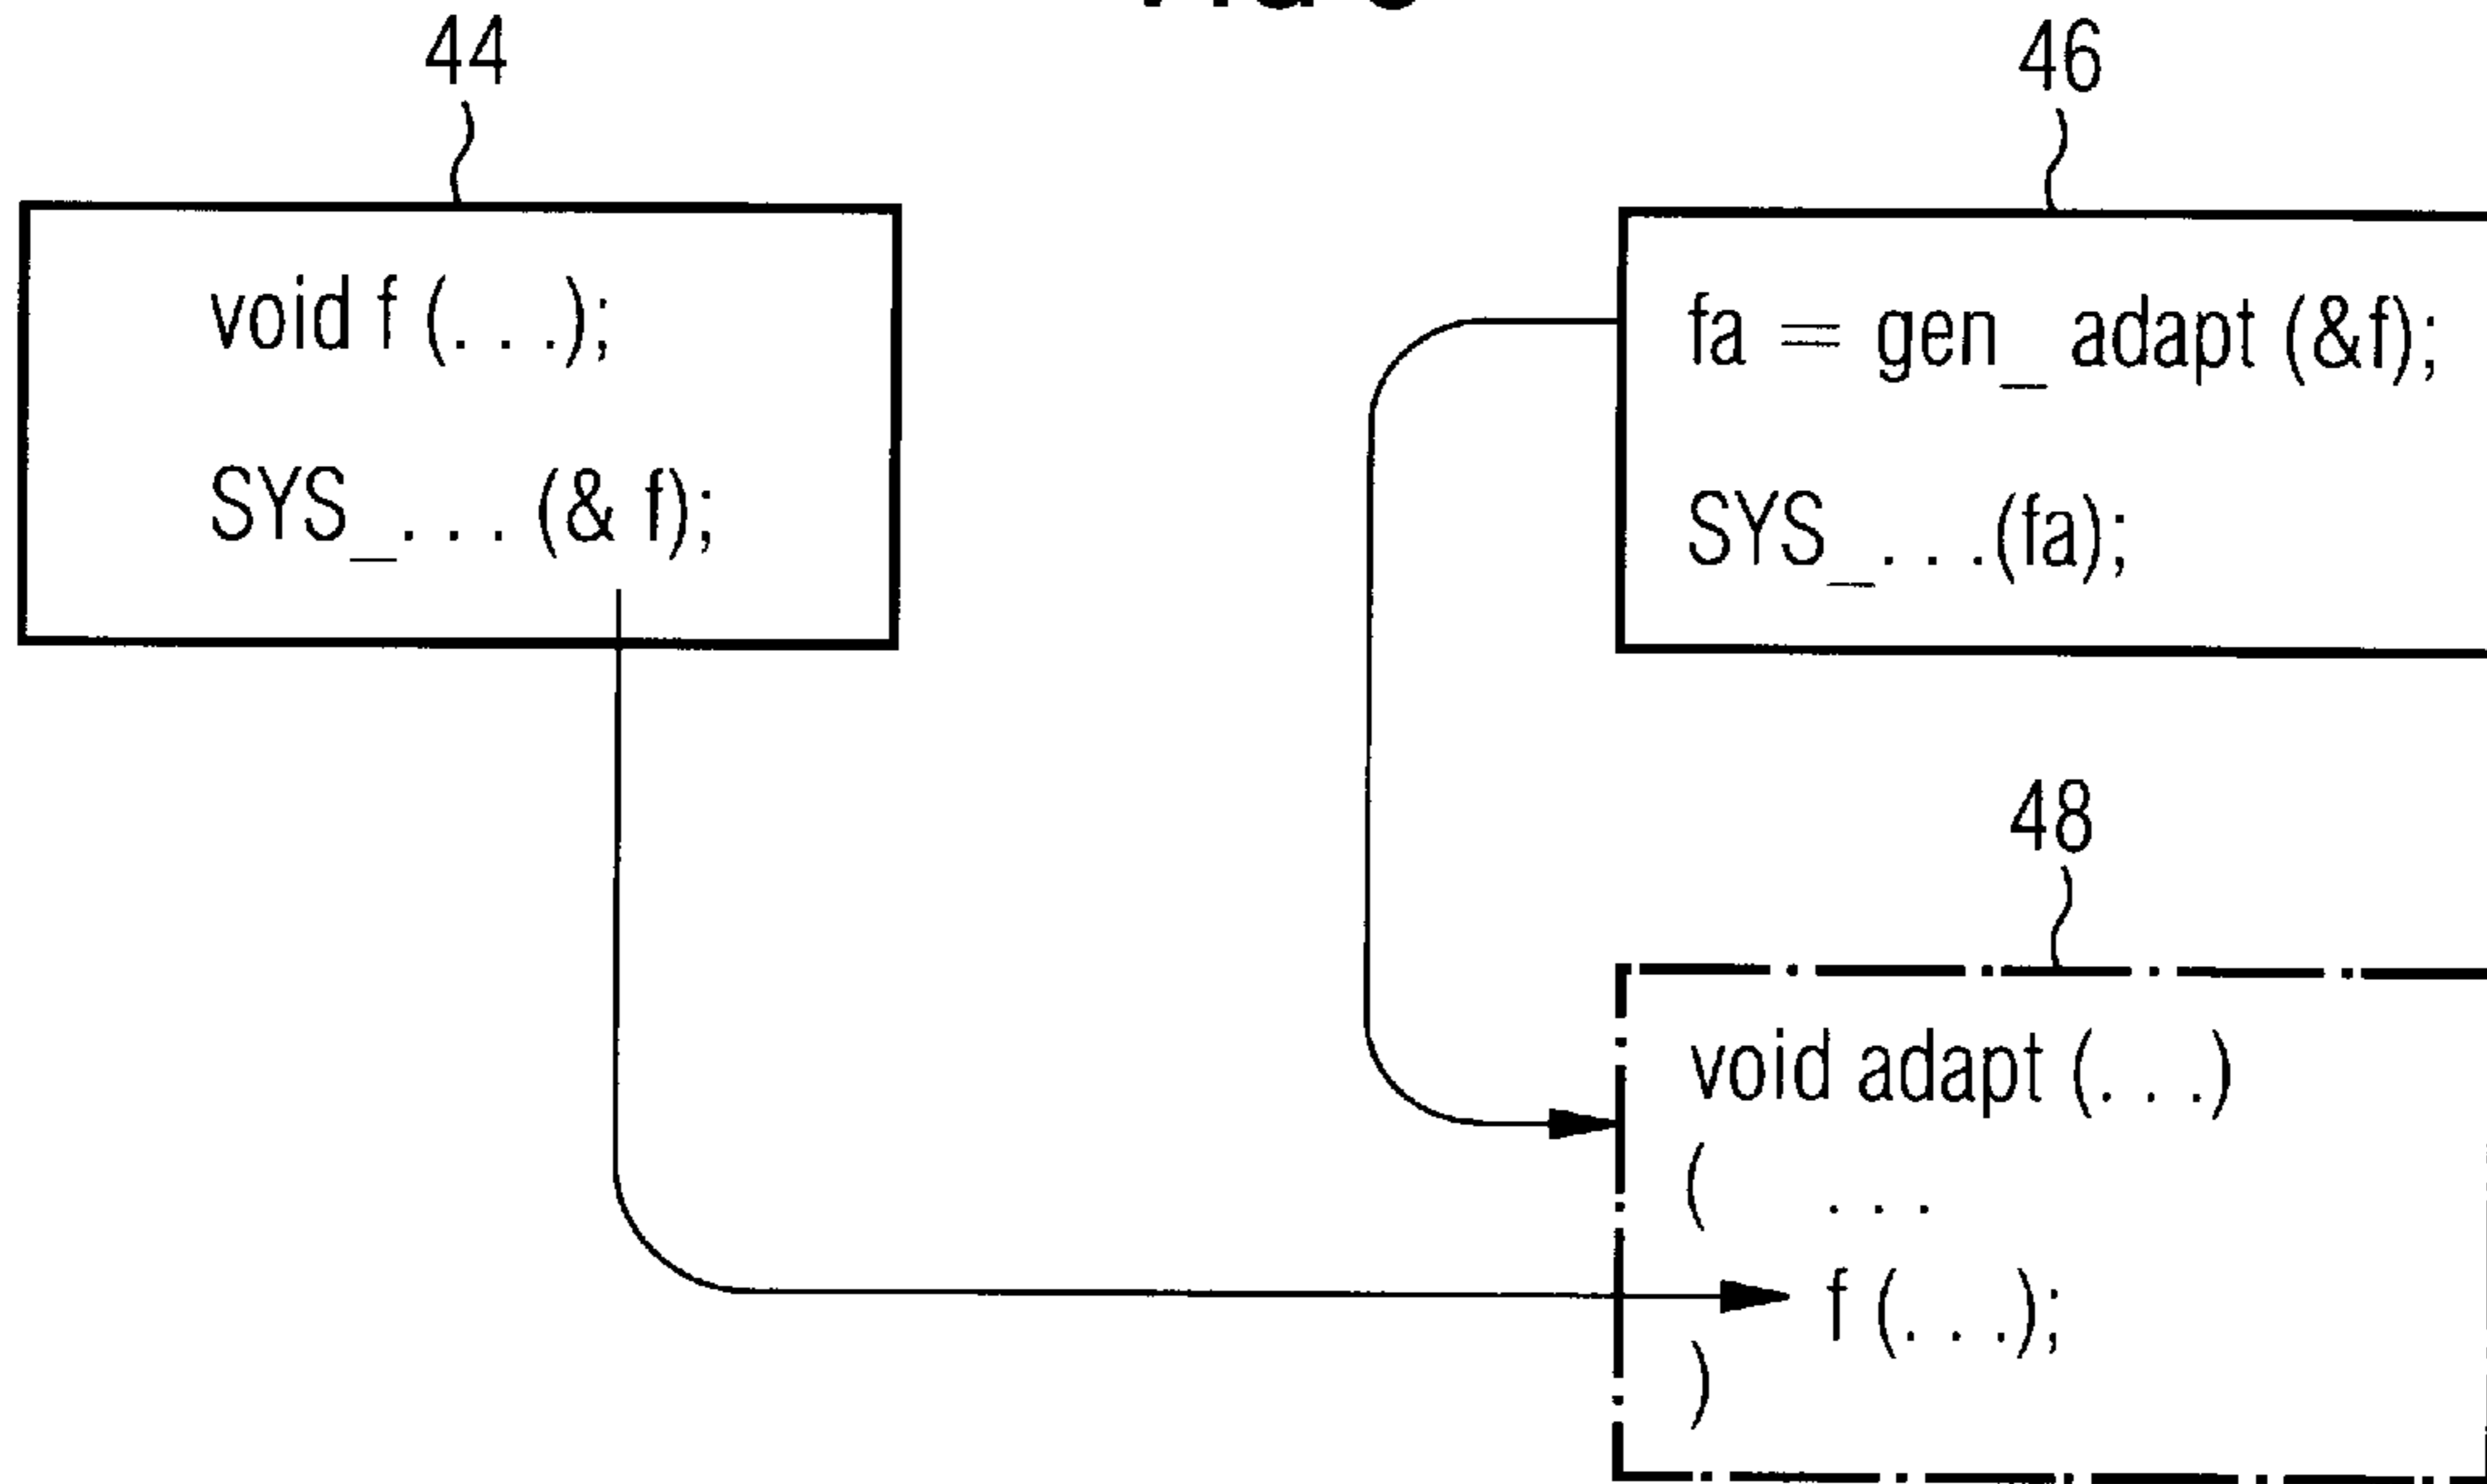 44
void f (. . .);
SYS_. . . (& f);
46
fa = gen_ adapt (&f);
SYS_. . .(fa);
48
void adapt (. . .)
( . . .
f (. . .);
)